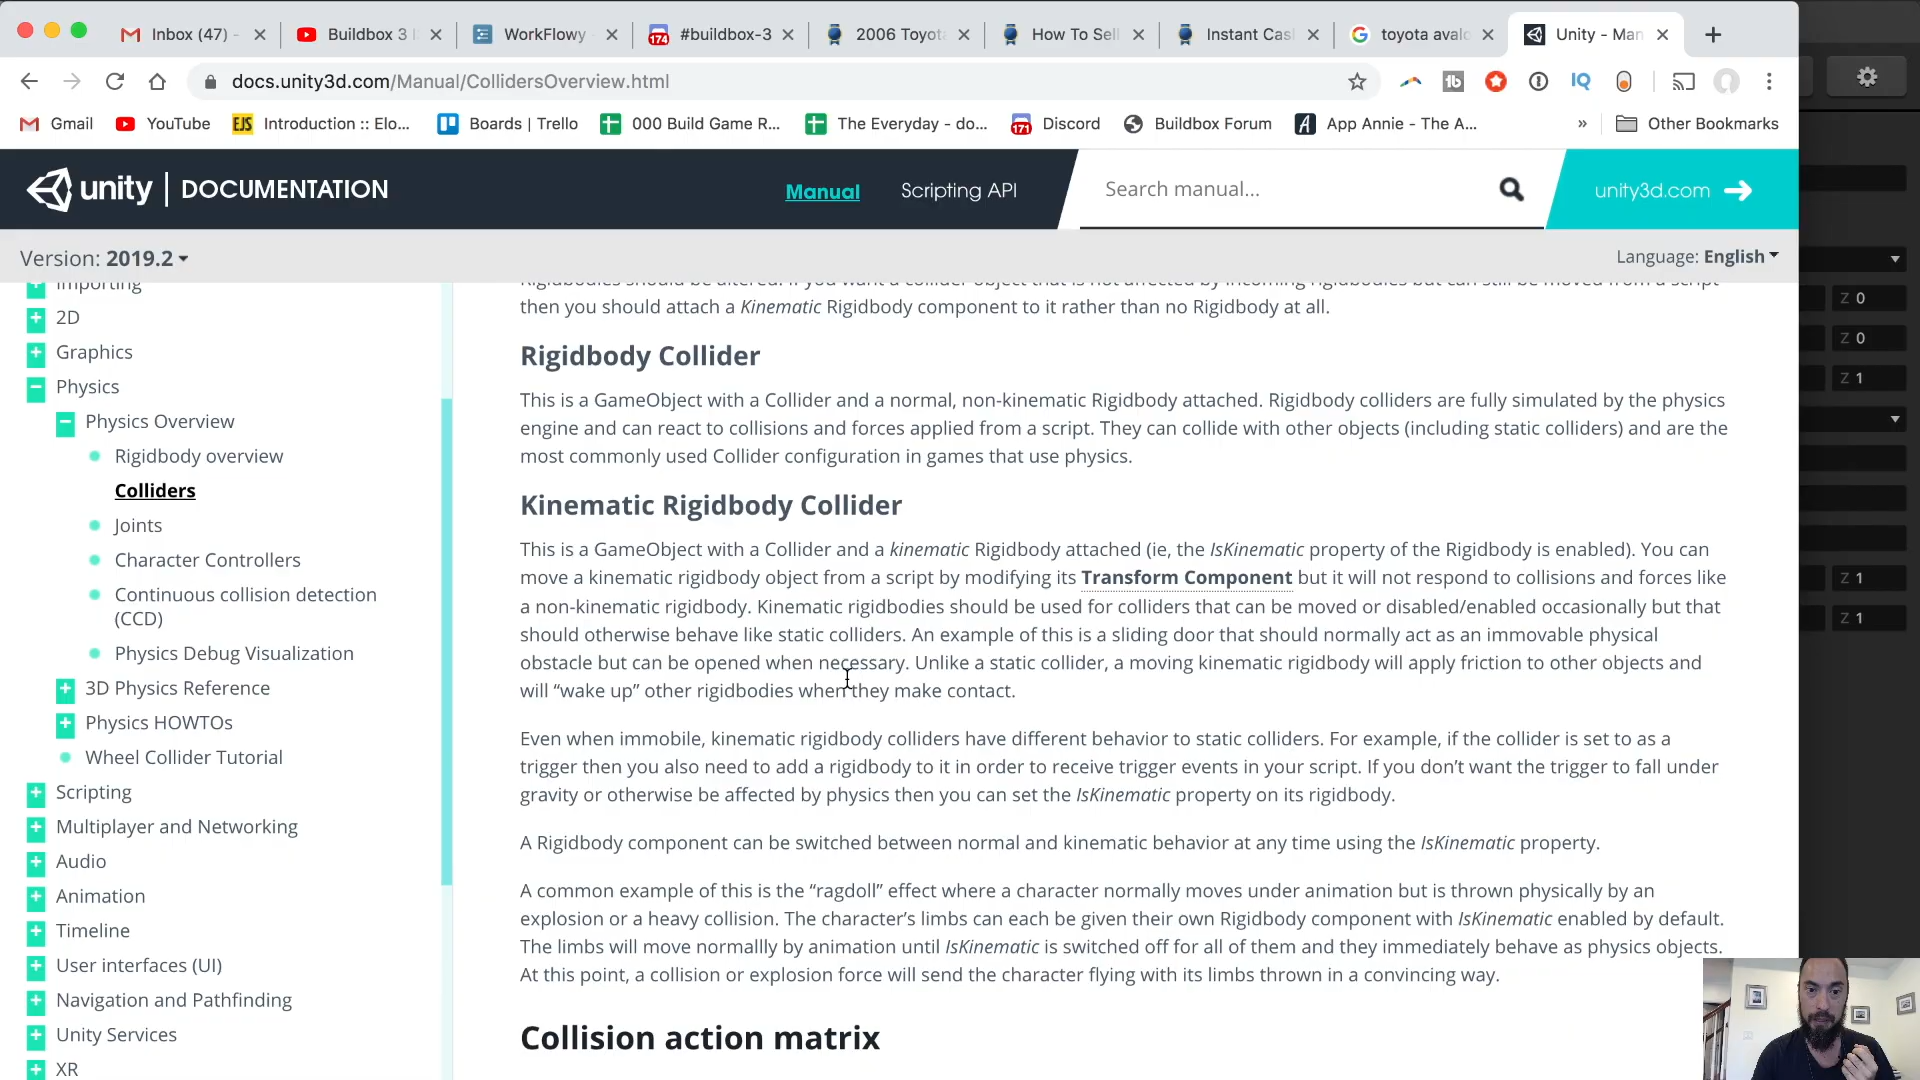 Inbox (47) -
Buildbox 3
WorkFlowy
174
#buildbox-3
2006 Toyot
How To Sell
Instant Cas
toyota aval
Unity - Man
docs.unity3d.com/Manual/CollidersOverview.html
Gmail
YouTube
EJS
Introduction :: Elo...
Boards | Trello
000 Build Game R...
The Everyday - do...
171
Discord
Buildbox Forum
App Annie - The A...
»
Other Bookmarks
unity | DOCUMENTATION
Manual
Scripting API
Search manual...
unity3d.com
Version: 2019.2
Language: English
Importing
2D
Graphics
Physics
Physics Overview
Rigidbody overview
Colliders
Joints
Character Controllers
Continuous collision detection
(CCD)
Physics Debug Visualization
3D Physics Reference
Physics HOWTOs
Wheel Collider Tutorial
Scripting
Multiplayer and Networking
Audio
Animation
Timeline
User interfaces (UI)
Navigation and Pathfinding
Unity Services
XR
Rigidbodies should be altered. If you want a collider object that is not affected by incoming rigidbodies but can still be moved from a script
then you should attach a Kinematic Rigidbody component to it rather than no Rigidbody at all.
Rigidbody Collider
This is a GameObject with a Collider and a normal, non-kinematic Rigidbody attached. Rigidbody colliders are fully simulated by the physics
engine and can react to collisions and forces applied from a script. They can collide with other objects (including static colliders) and are the
most commonly used Collider configuration in games that use physics.
Kinematic Rigidbody Collider
This is a GameObject with a Collider and a kinematic Rigidbody attached (ie, the IsKinematic property of the Rigidbody is enabled). You can
move a kinematic rigidbody object from a script by modifying its Transform Component but it will not respond to collisions and forces like
a non-kinematic rigidbody. Kinematic rigidbodies should be used for colliders that can be moved or disabled/enabled occasionally but that
should otherwise behave like static colliders. An example of this is a sliding door that should normally act as an immovable physical
obstacle but can be opened when necessary. Unlike a static collider, a moving kinematic rigidbody will apply friction to other objects and
will “wake up” other rigidbodies when they make contact.
Even when immobile, kinematic rigidbody colliders have different behavior to static colliders. For example, if the collider is set to as a
trigger then you also need to add a rigidbody to it in order to receive trigger events in your script. If you don’t want the trigger to fall under
gravity or otherwise be affected by physics then you can set the IsKinematic property on its rigidbody.
A Rigidbody component can be switched between normal and kinematic behavior at any time using the IsKinematic property.
A common example of this is the “ragdoll” effect where a character normally moves under animation but is thrown physically by an
explosion or a heavy collision. The character’s limbs can each be given their own Rigidbody component with IsKinematic enabled by default.
The limbs will move normallly by animation until IsKinematic is switched off for all of them and they immediately behave as physics objects.
At this point, a collision or explosion force will send the character flying with its limbs thrown in a convincing way.
Collision action matrix
Z 0
Z 0
Z 1
Z 1
Z 1